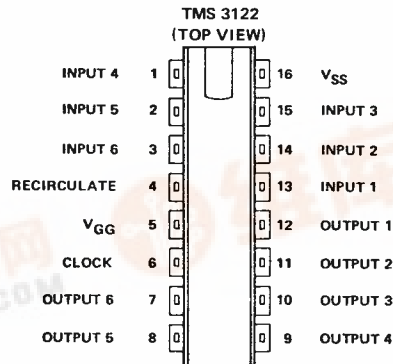 TMS 3122
(TOP VIEW)
INPUT 4 1 16 VSS
INPUT 5 2 15 INPUT 3
INPUT 6 3 14 INPUT 2
RECIRCULATE 4 13 INPUT 1
VGG 5 12 OUTPUT 1
CLOCK 6 11 OUTPUT 2
OUTPUT 6 7 10 OUTPUT 3
OUTPUT 5 8 9 OUTPUT 4